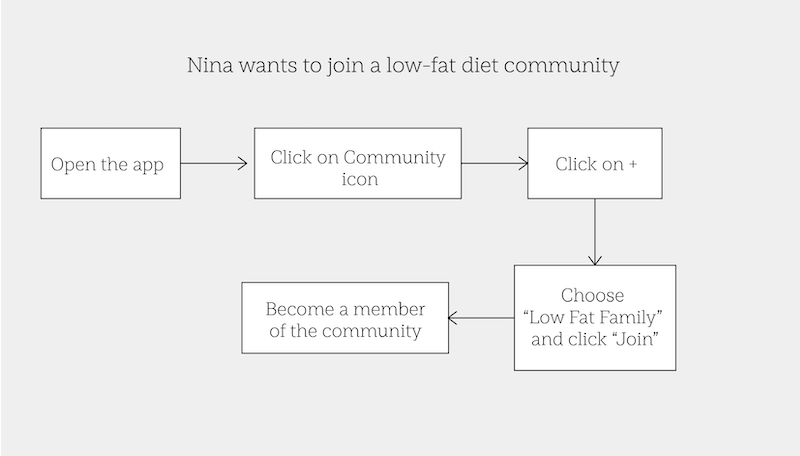 Nina wants to join a low-fat diet community
Open the app
Click on Community
icon
Click on +
Choose
“Low Fat Family”
and click “Join”
Become a member
of the community